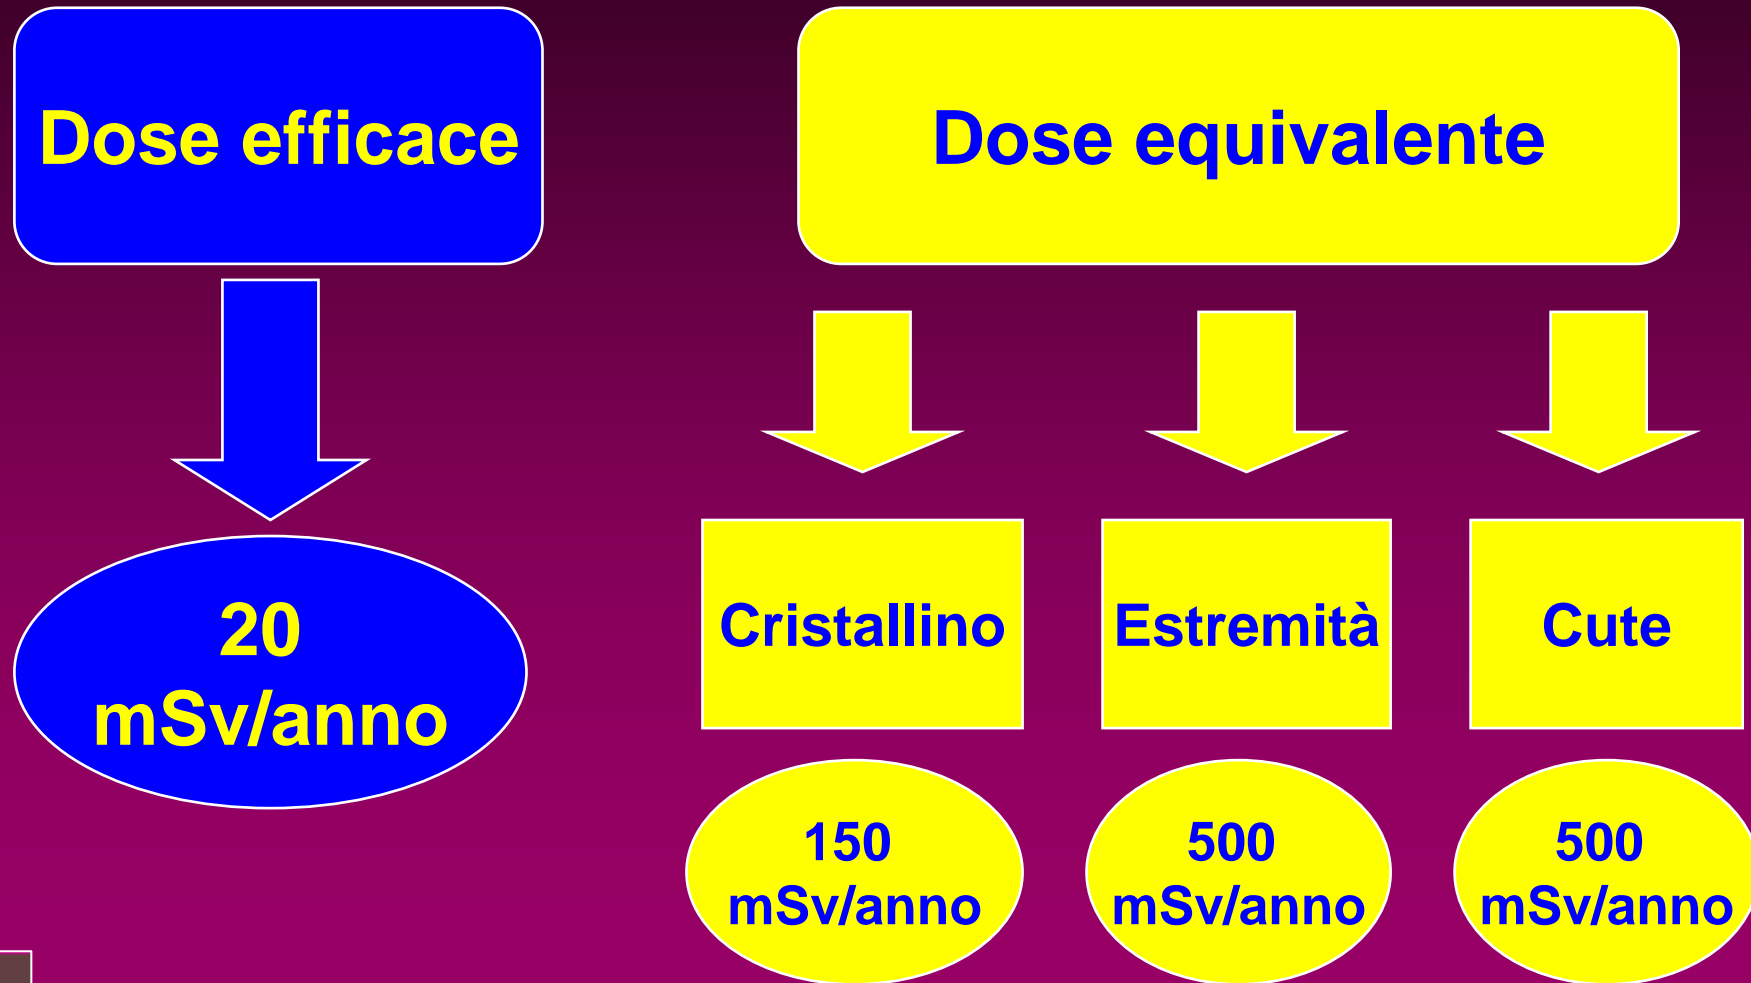 Dose efficace
Dose equivalente
20
mSv/anno
Cristallino
Estremità
Cute
150
mSv/anno
500
mSv/anno
500
mSv/anno